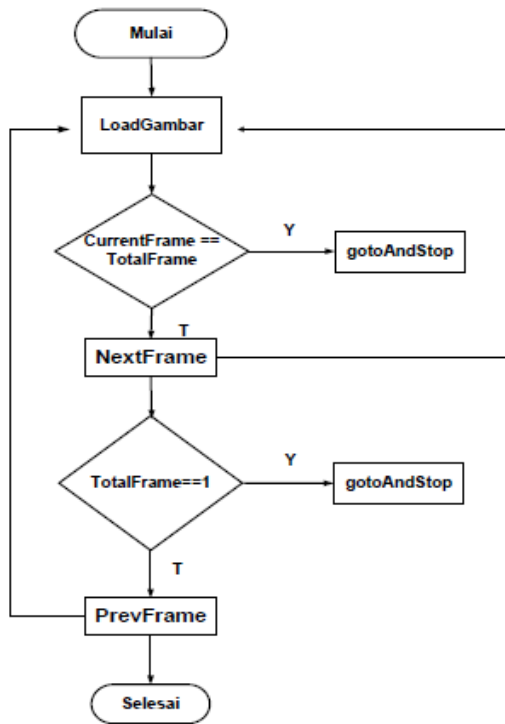 Mulai
LoadGambar
CurrentFrame ==
TotalFrame
Y
gotoAndStop
T
NextFrame
TotalFrame==1
Y
gotoAndStop
T
PrevFrame
Selesai